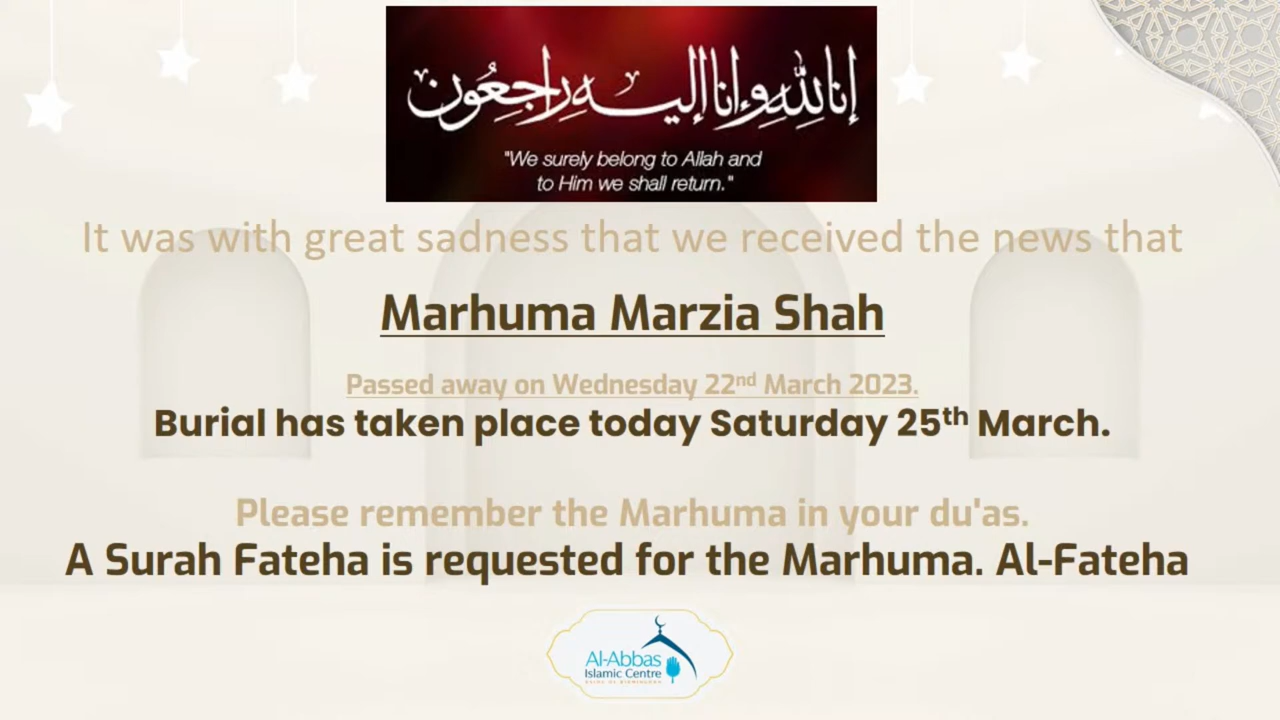 إنا لله وإنا إليه راجعون
"We surely belong to Allah and
to Him we shall return."
It was with great sadness that we received the news that
Marhuma Marzia Shah
Passed away on Wednesday 22nd March 2023.
Burial has taken place today Saturday 25th March.
Please remember the Marhuma in your du'as.
A Surah Fateha is requested for the Marhuma. Al-Fateha
Al-Abbas
Islamic Centre